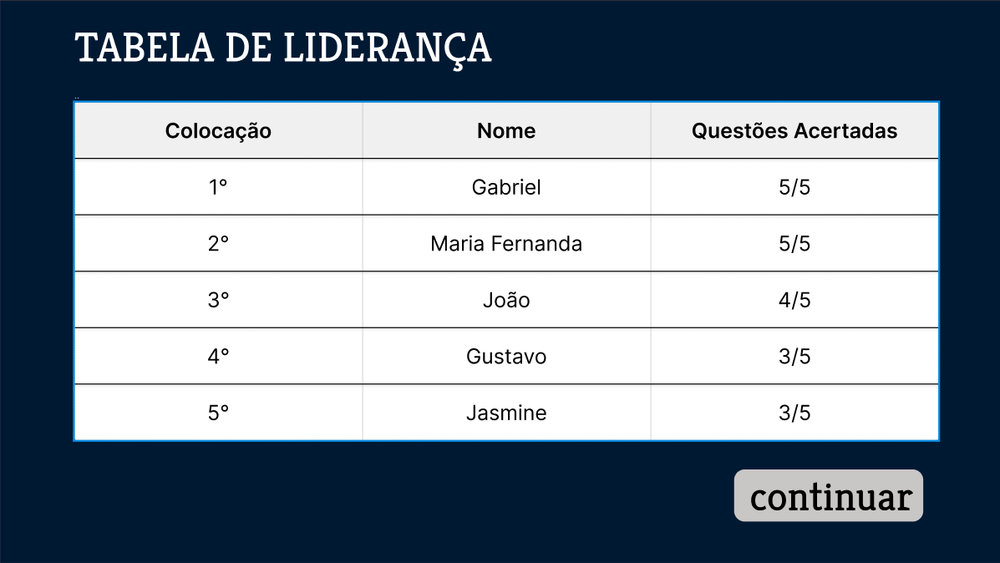 TABELA DE LIDERANÇA
Colocação Nome Questões Acertadas
1° Gabriel 5/5
2° Maria Fernanda 5/5
3° João 4/5
4° Gustavo 3/5
5° Jasmine 3/5
continuar